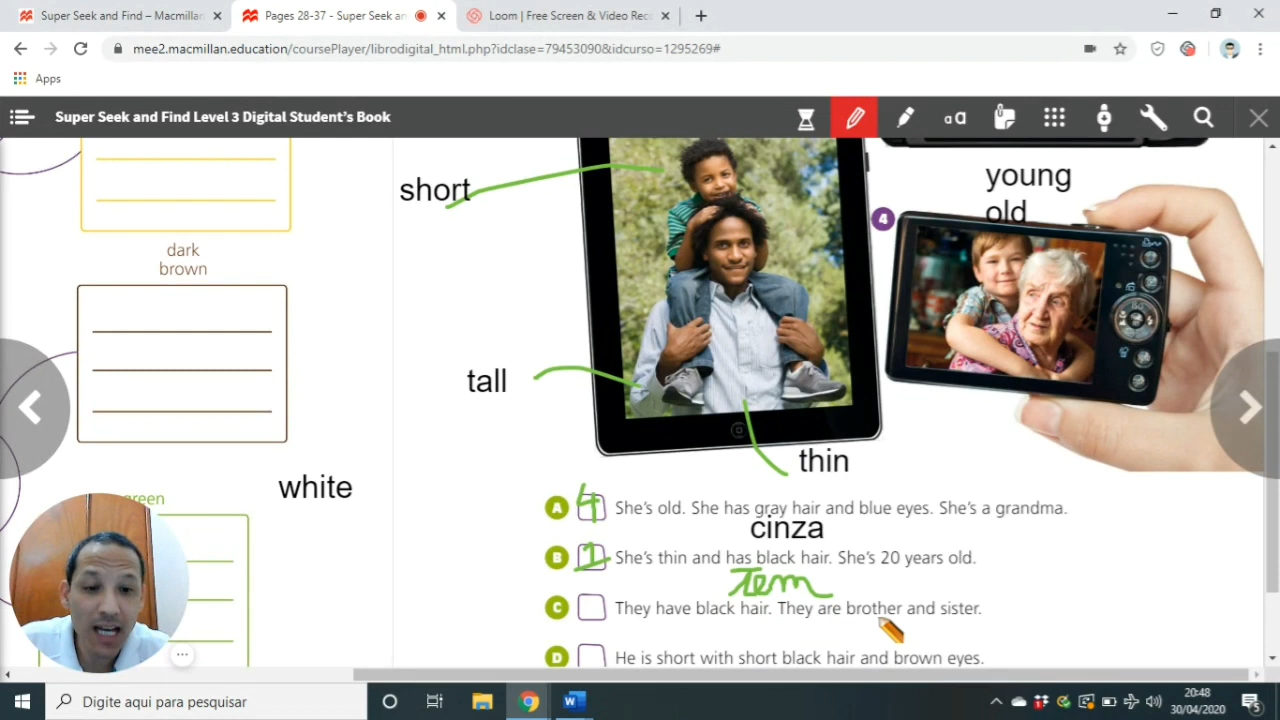 Super Seek and Find – Macmillan
Pages 28-37 - Super Seek an
Loom | Free Screen & Video Rec
mee2.macmillan.education/coursePlayer/librodigital_html.php?idclase=79453090&idcurso=1295269#
Apps
Super Seek and Find Level 3 Digital Student's Book
aa
short
young
old
4
dark
brown
tall
thin
white
green
A 4 She's old. She has gray hair and blue eyes. She's a grandma.
cinza
B 1 She's thin and has black hair. She's 20 years old.
Tem
C They have black hair. They are brother and sister.
D He is short with short black hair and brown eyes.
Digite aqui para pesquisar
20:48
30/04/2020
5